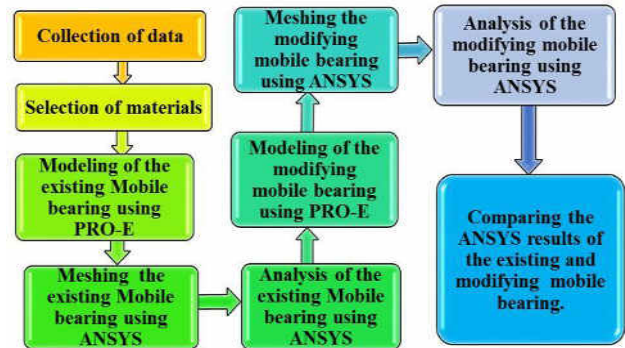 Collection of data
Selection of materials
Modeling of the
existing Mobile
bearing using
PRO-E
Meshing the
existing Mobile
bearing using
ANSYS
Analysis of the
existing Mobile
bearing using
ANSYS
Modeling of the
modifying
mobile bearing
using PRO-E
Meshing the
modifying
mobile bearing
using ANSYS
Analysis of the
modifying mobile
bearing using
ANSYS
Comparing the
ANSYS results of
the existing and
modifying mobile
bearing.